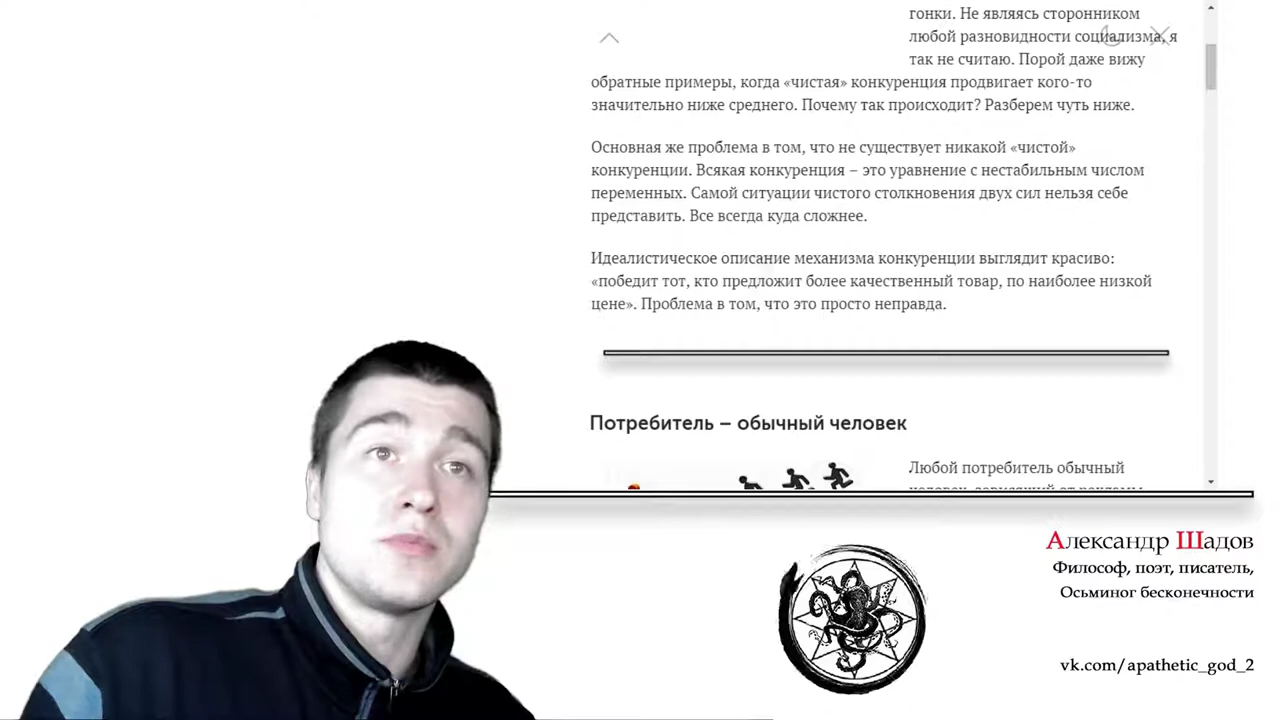 гонки. Не являясь сторонником
любой разновидности социализма, я
так не считаю. Порой даже вижу
обратные примеры, когда «чистая» конкуренция продвигает кого-то
значительно ниже среднего. Почему так происходит? Разберем чуть ниже.
Основная же проблема в том, что не существует никакой «чистой»
конкуренции. Всякая конкуренция – это уравнение с нестабильным числом
переменных. Самой ситуации чистого столкновения двух сил нельзя себе
представить. Все всегда куда сложнее.
Идеалистическое описание механизма конкуренции выглядит красиво:
«победит тот, кто предложит более качественный товар, по наиболее низкой
цене». Проблема в том, что это просто неправда.
Потребитель – обычный человек
Любой потребитель обычный
человек, зависящий от рекламы
Александр Шадов
Философ, поэт, писатель,
Осьминог бесконечности
vk.com/apathetic_god_2